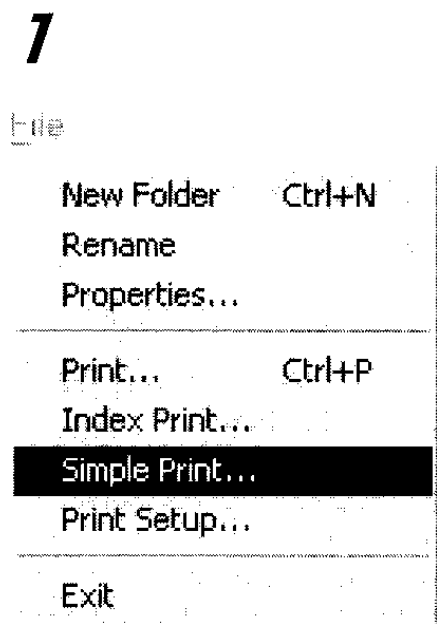 1
File
New Folder Ctrl+N
Rename
Properties...
Print... Ctrl+P
Index Print...
Simple Print...
Print Setup...
Exit